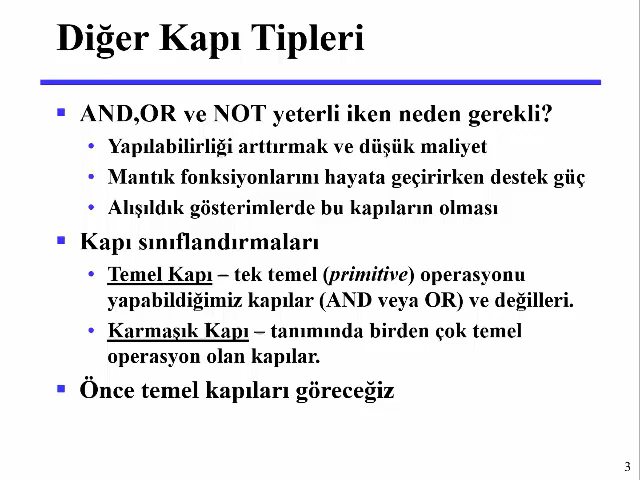 Diğer Kapı Tipleri
AND,OR ve NOT yeterli iken neden gerekli?
Yapılabilirliği arttırmak ve düşük maliyet
Mantık fonksiyonlarını hayata geçirirken destek güç
Alışıldık gösterimlerde bu kapıların olması
Kapı sınıflandırmaları
Temel Kapı – tek temel (primitive) operasyonu
yapabildiğimiz kapılar (AND veya OR) ve değilleri.
Karmaşık Kapı – tanımında birden çok temel
operasyon olan kapılar.
Önce temel kapıları göreceğiz
3